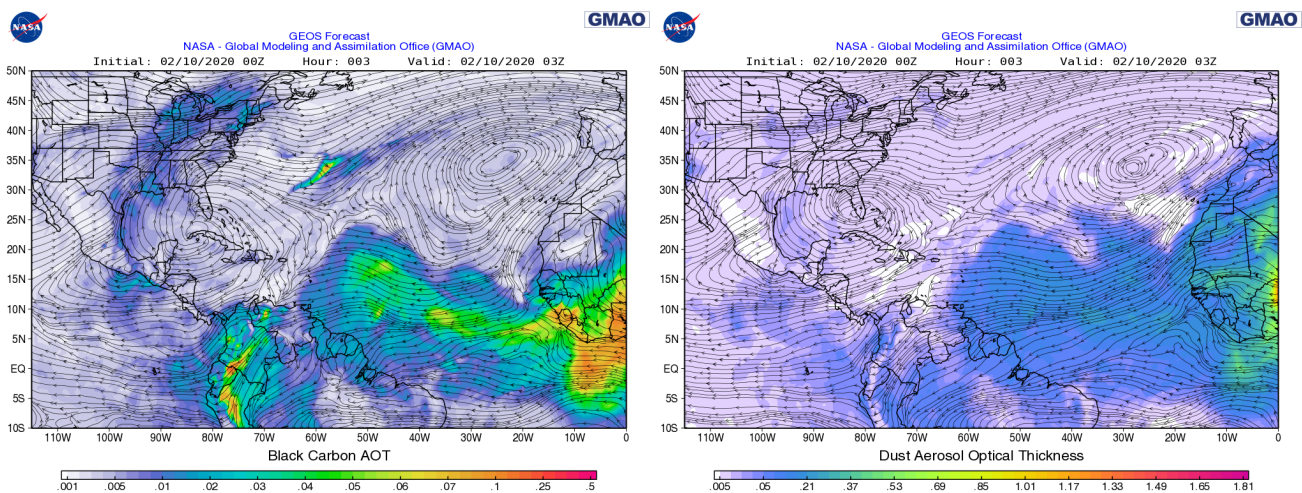 NASA
GMAO
GEOS Forecast
NASA - Global Modeling and Assimilation Office (GMAO)
Initial: 02/10/2020 00Z Hour: 003 Valid: 02/10/2020 03Z
50N
45N
40N
35N
30N
25N
20N
15N
10N
5N
EQ
5S
10S
110W 100W 90W 80W 70W 60W 50W 40W 30W 20W 10W 0
Black Carbon AOT
.001 .005 .01 .02 .03 .04 .05 .06 .07 .1 .25 .5
NASA
GMAO
GEOS Forecast
NASA - Global Modeling and Assimilation Office (GMAO)
Initial: 02/10/2020 00Z Hour: 003 Valid: 02/10/2020 03Z
50N
45N
40N
35N
30N
25N
20N
15N
10N
5N
EQ
5S
10S
110W 100W 90W 80W 70W 60W 50W 40W 30W 20W 10W 0
Dust Aerosol Optical Thickness
.005 .05 .21 .37 .53 .69 .85 1.01 1.17 1.33 1.49 1.65 1.81